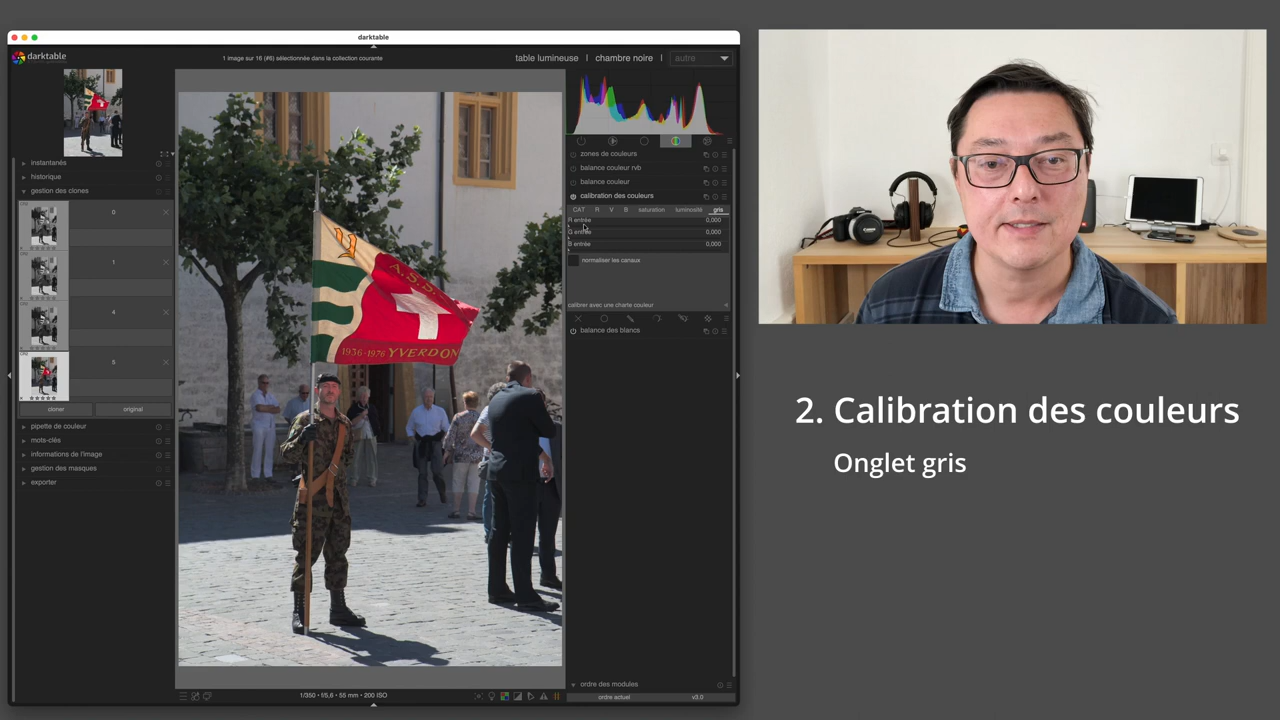 darktable
darktable
1 image sur 16 (#6) sélectionnée dans la collection courante
table lumineuse | chambre noire | autre
instantanés
historique
gestion des clones
0
1
4
5
cloner original
pipette de couleur
mots-clés
informations de l'image
gestion des masques
exporter
A.S.S.
1936-1976 YVERDON
1/350 • f/5,6 • 55 mm • 200 ISO
zones de couleurs
balance couleur rvb
balance couleur
calibration des couleurs
CAT R V B saturation luminosité gris
R entrée 0,000
G entrée 0,000
B entrée 0,000
normaliser les canaux
calibrer avec une charte couleur
balance des blancs
ordre des modules
ordre actuel v3.0
2. Calibration des couleurs
Onglet gris